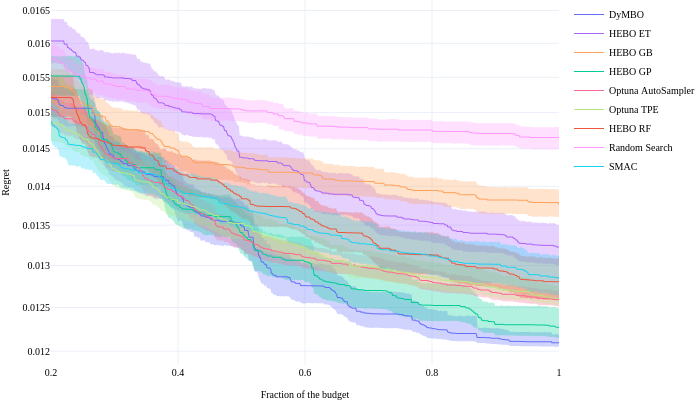 0.0165
0.016
0.0155
0.015
0.0145
0.014
0.0135
0.013
0.0125
0.012
Regret
0.2
0.4
0.6
0.8
1
Fraction of the budget
DyMBO
HEBO ET
HEBO GB
HEBO GP
Optuna AutoSampler
Optuna TPE
HEBO RF
Random Search
SMAC